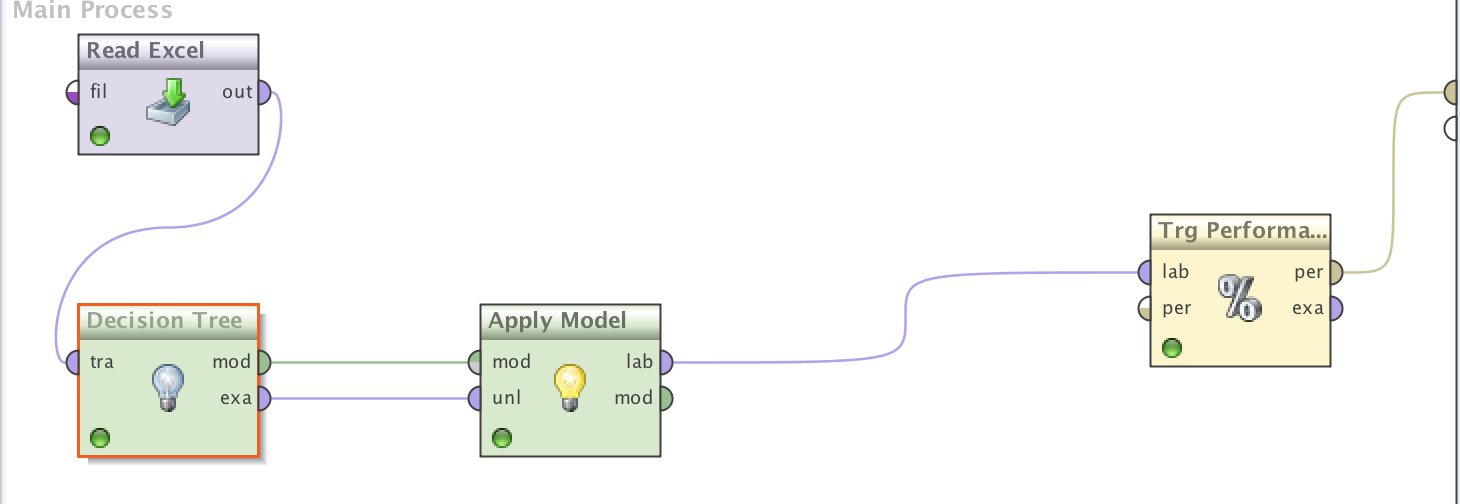 Main Process
Read Excel
fil
out
Decision Tree
tra
mod
exa
Apply Model
mod
lab
unl
mod
Trg Performa...
lab
per
per
exa
%